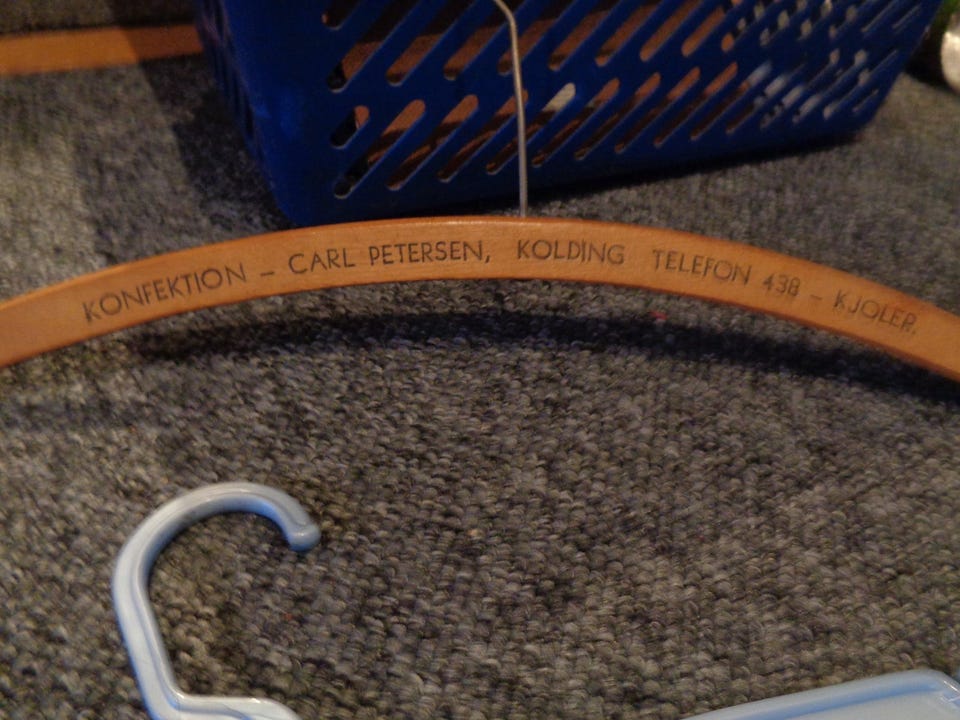 KONFEKTION – CARL PETERSEN, KOLDING TELEFON 438 – KJOLER.